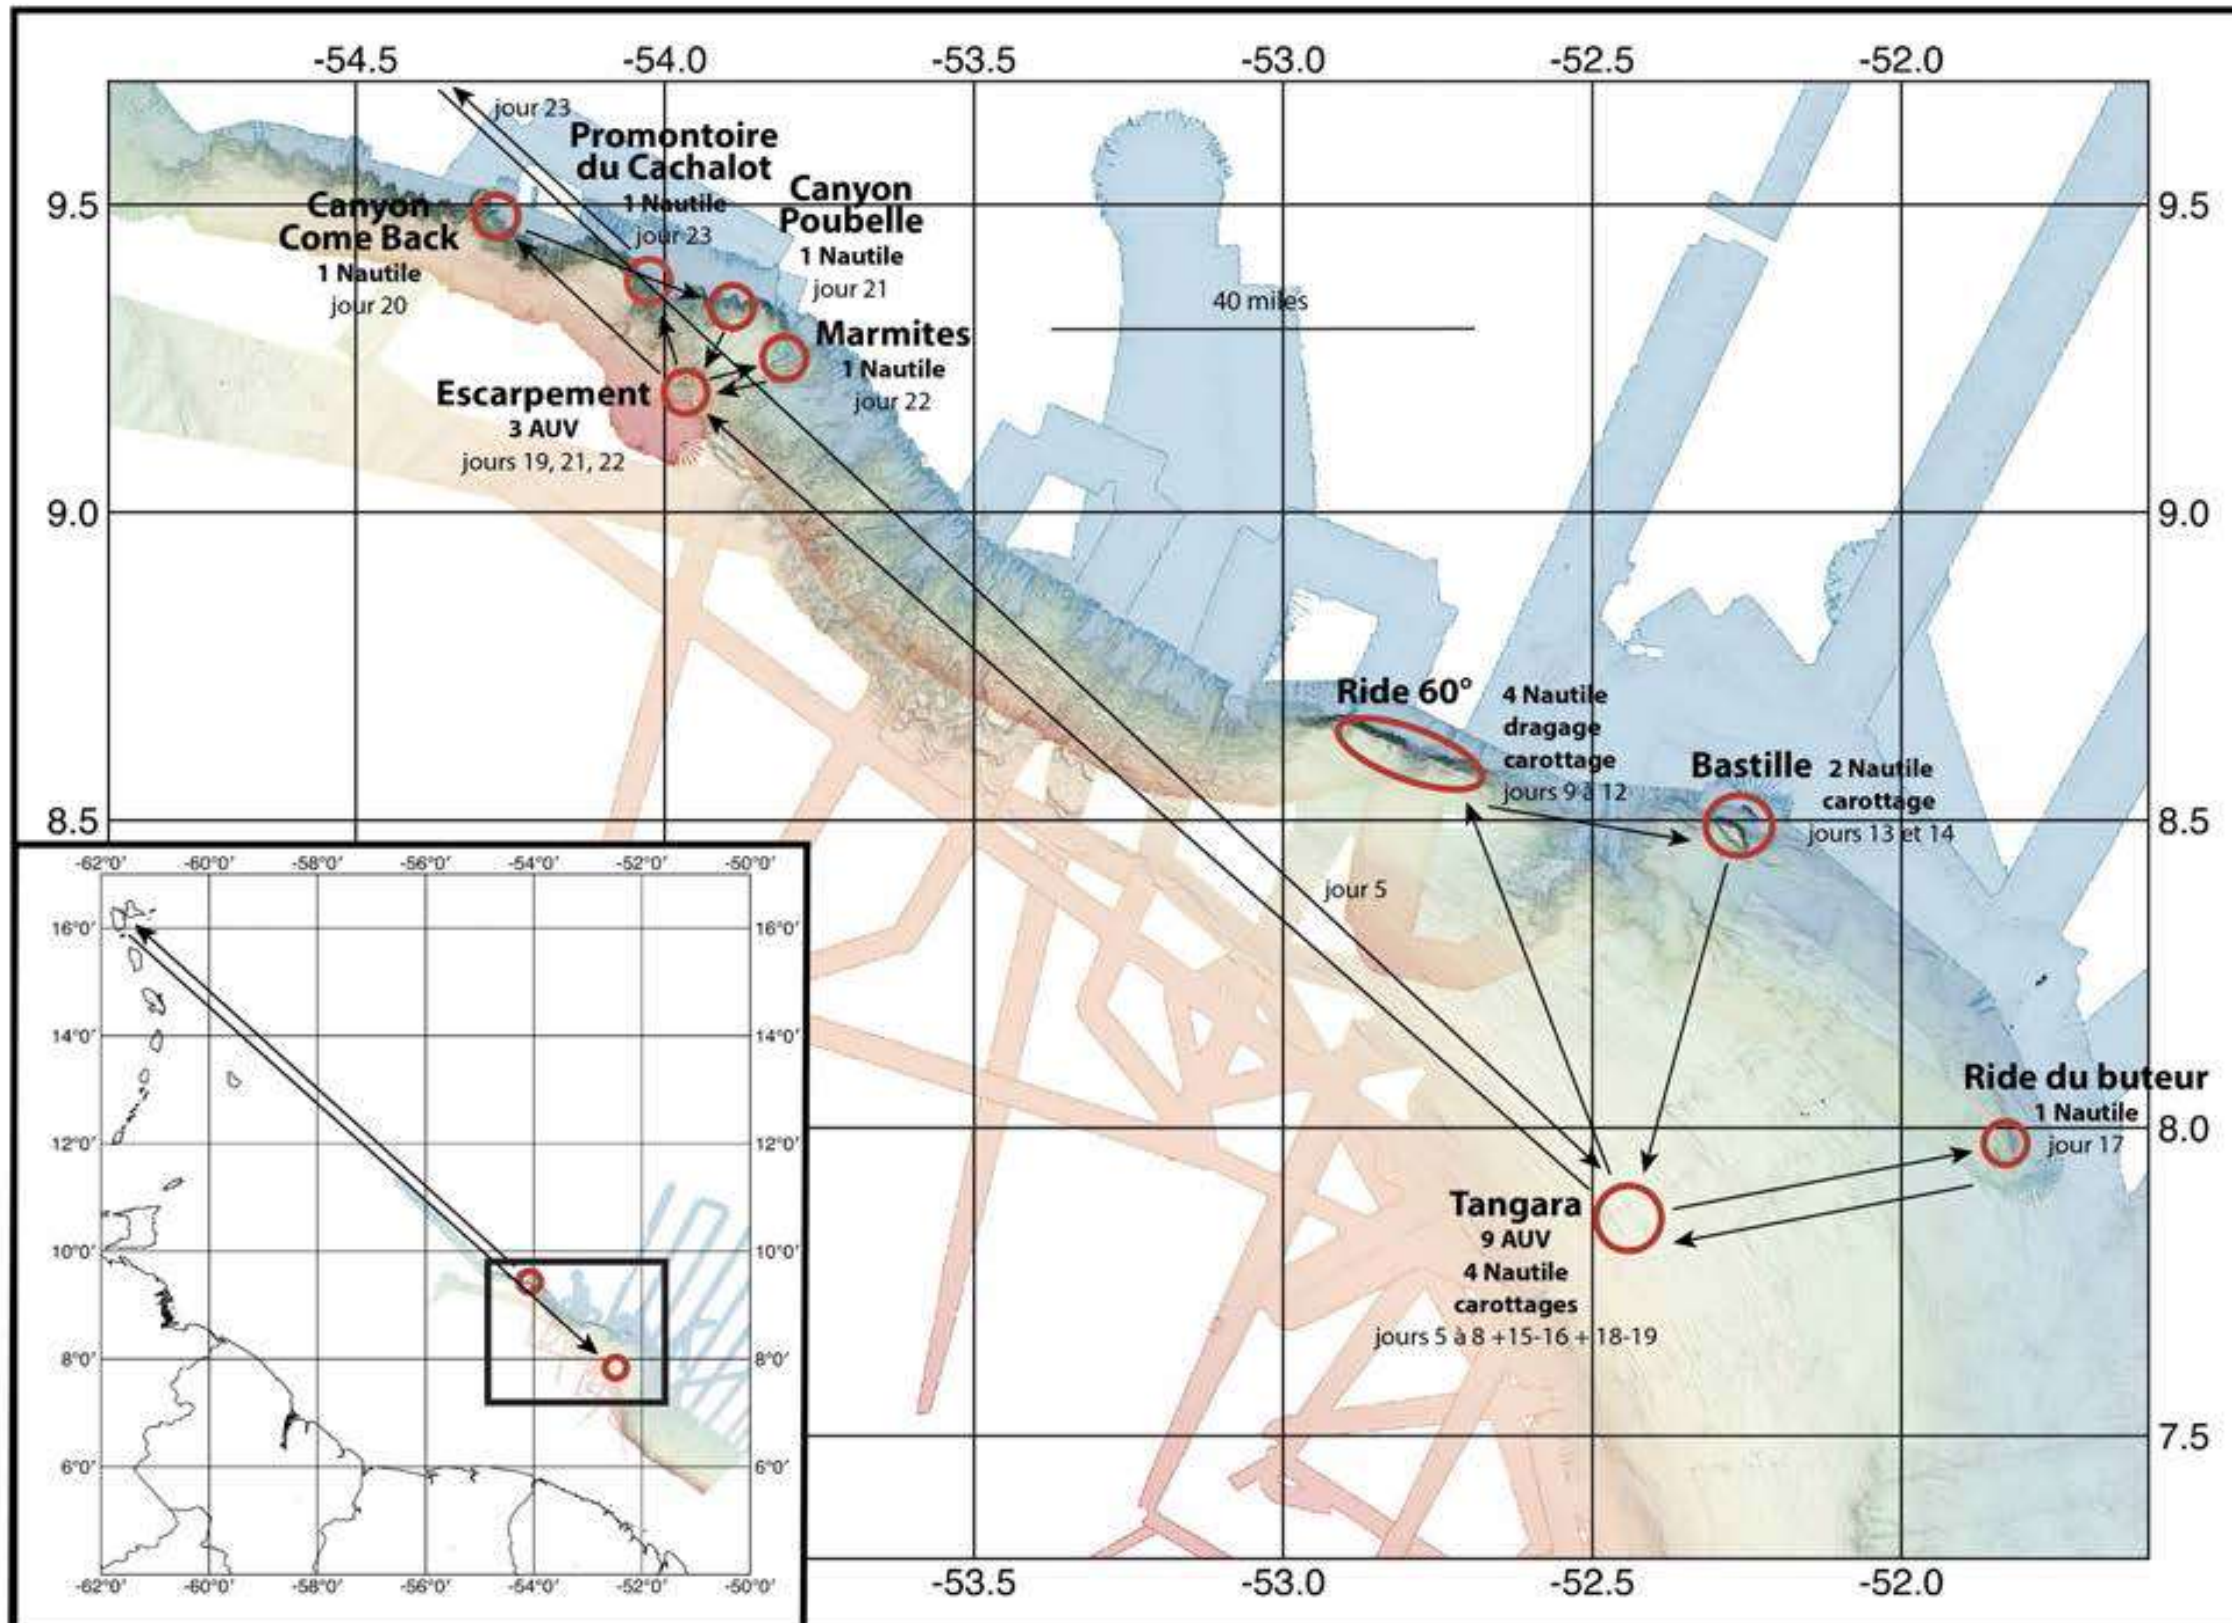 -54.5 -54.0 -53.5 -53.0 -52.5 -52.0
jour 23
Promontoire
du Cachalot
1 Nautile
jour 23
Canyon
Poubelle
1 Nautile
jour 21
9.5 9.5
Canyon
Come Back
1 Nautile
jour 20
40 miles
Marmites
1 Nautile
jour 22
Escarpement
3 AUV
jours 19, 21, 22
9.0 9.0
Ride 60°
4 Nautile
dragage
carottage
jours 9 à 12
Bastille
2 Nautile
carottage
jours 13 et 14
8.5 8.5
jour 5
Ride du buteur
1 Nautile
jour 17
8.0
Tangara
9 AUV
4 Nautile
carottages
jours 5 à 8 +15-16 + 18-19
7.5
-53.5 -53.0 -52.5 -52.0
-62°0' -60°0' -58°0' -56°0' -54°0' -52°0' -50°0'
16°0' 16°0'
14°0' 14°0'
12°0' 12°0'
10°0' 10°0'
8°0' 8°0'
6°0' 6°0'
-62°0' -60°0' -58°0' -56°0' -54°0' -52°0' -50°0'